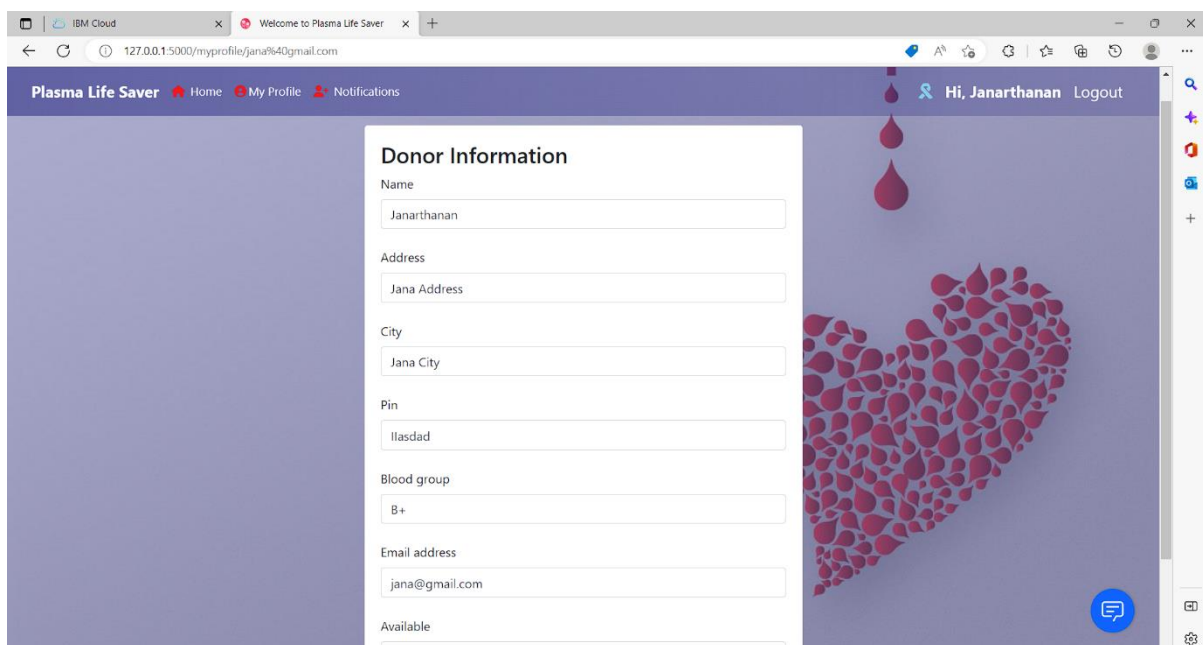 IBM Cloud
Welcome to Plasma Life Saver
127.0.0.1:5000/myprofile/jana%40gmail.com
Plasma Life Saver Home My Profile Notifications Hi, Janarthanan Logout
Donor Information
Name
Janarthanan
Address
Jana Address
City
Jana City
Pin
Ilasdad
Blood group
B+
Email address
jana@gmail.com
Available